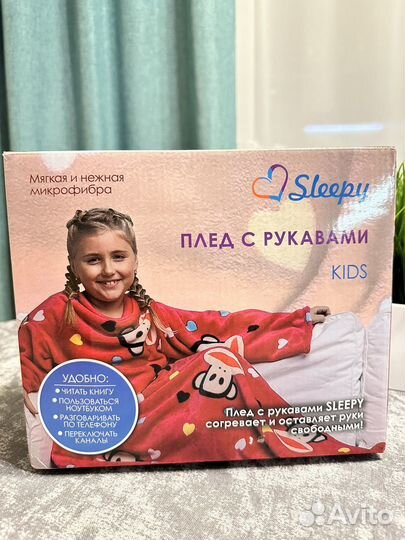 Мягкая и нежная
микрофибра
Sleepy
ПЛЕД С РУКАВАМИ
KIDS
УДОБНО:
• ЧИТАТЬ КНИГУ
• ПОЛЬЗОВАТЬСЯ
НОУТБУКОМ
• РАЗГОВАРИВАТЬ
ПО ТЕЛЕФОНУ
• ПЕРЕКЛЮЧАТЬ
КАНАЛЫ
Плед с рукавами SLEEPY
согревает и оставляет руки
свободными!
Avito